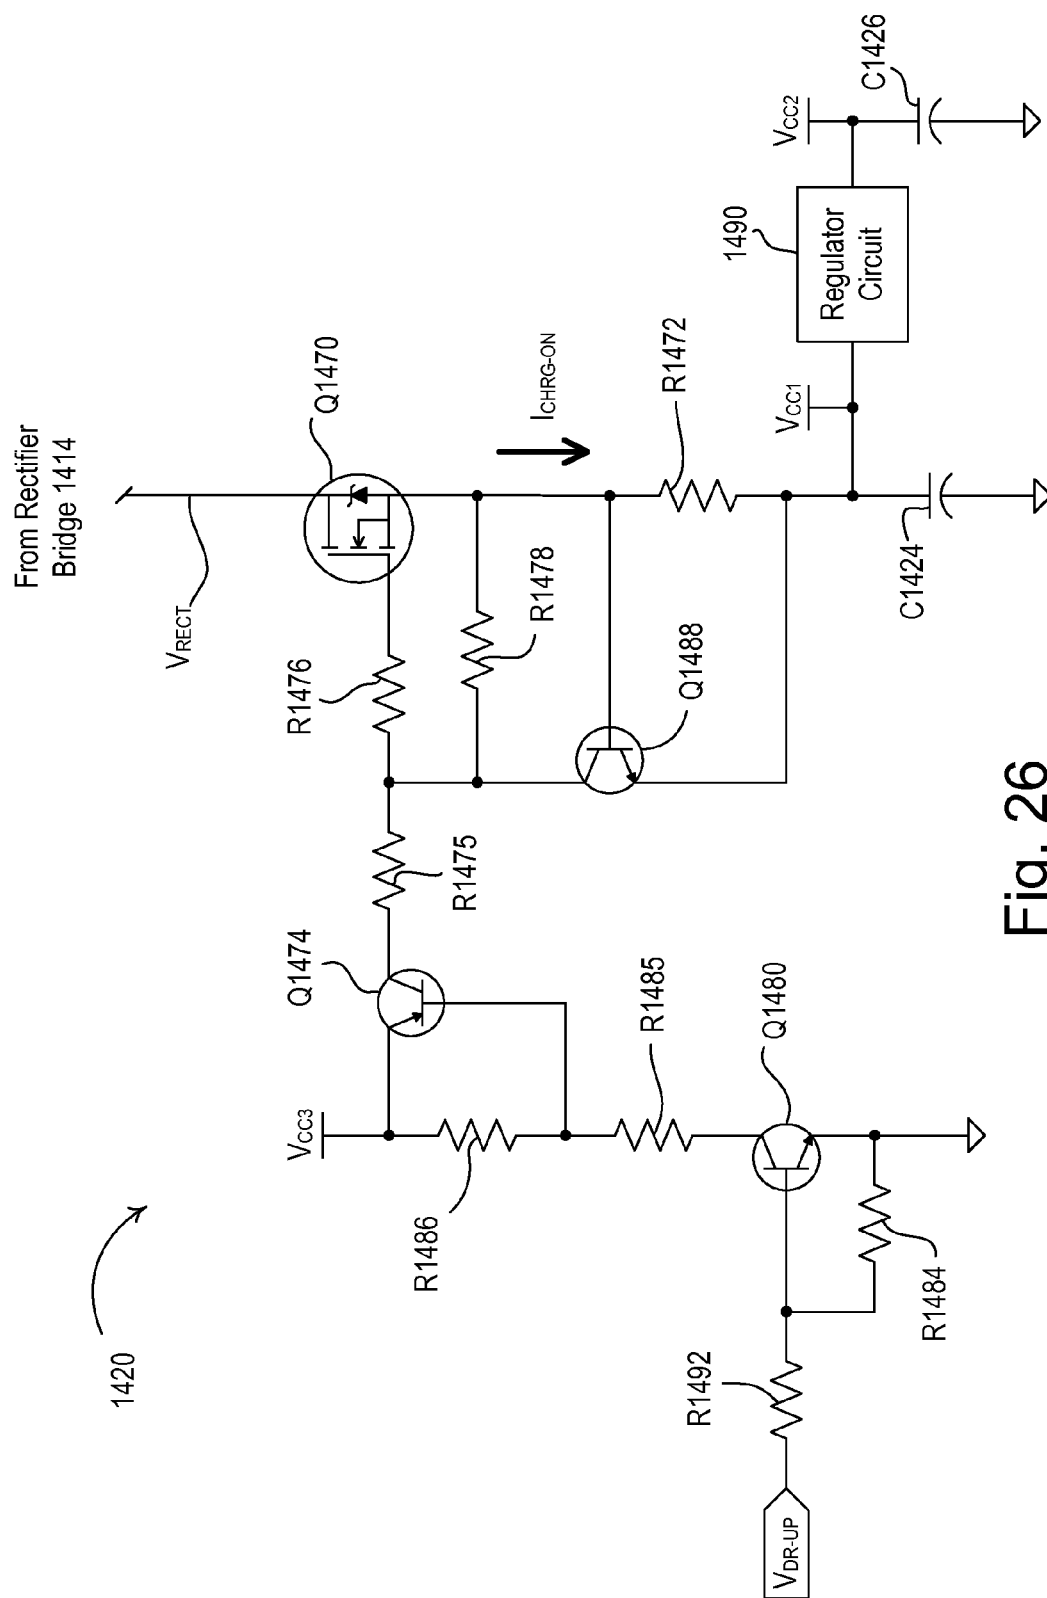 From Rectifier
Bridge 1414
VRECT
Q1470
R1476
R1478
ICHRG-ON
R1472
Q1488
R1475
Q1474
VCC3
R1486
R1485
Q1480
R1484
R1492
VDR-UP
1420
C1424
VCC1
1490
Regulator
Circuit
VCC2
C1426
Fig. 26